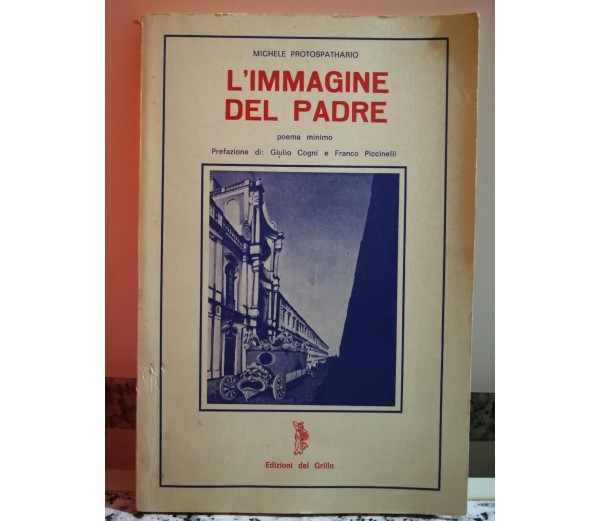 MICHELE PROTOSPATHARIO
L'IMMAGINE
DEL PADRE
poema minimo
Prefazione di: Giulio Cogni e Franco Piccinelli
Edizioni del Grillo